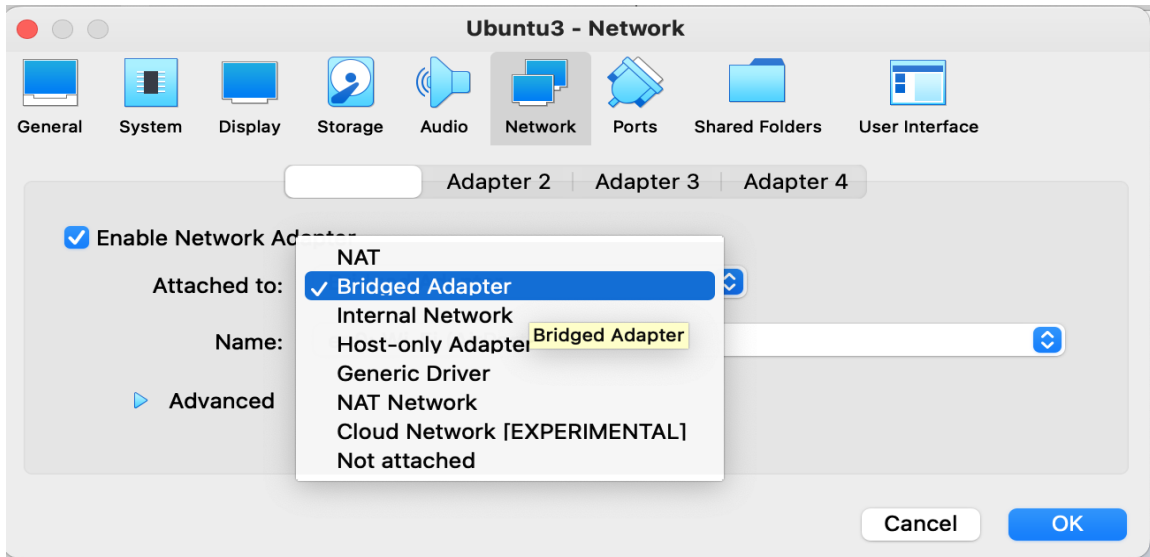 Ubuntu3 - Network
General System Display Storage Audio Network Ports Shared Folders User Interface
Adapter 2 Adapter 3 Adapter 4
Enable Network Adapter
NAT
Attached to: ✓ Bridged Adapter
Internal Network
Bridged Adapter
Name: Host-only Adapter
Generic Driver
Advanced NAT Network
Cloud Network [EXPERIMENTAL]
Not attached
Cancel OK